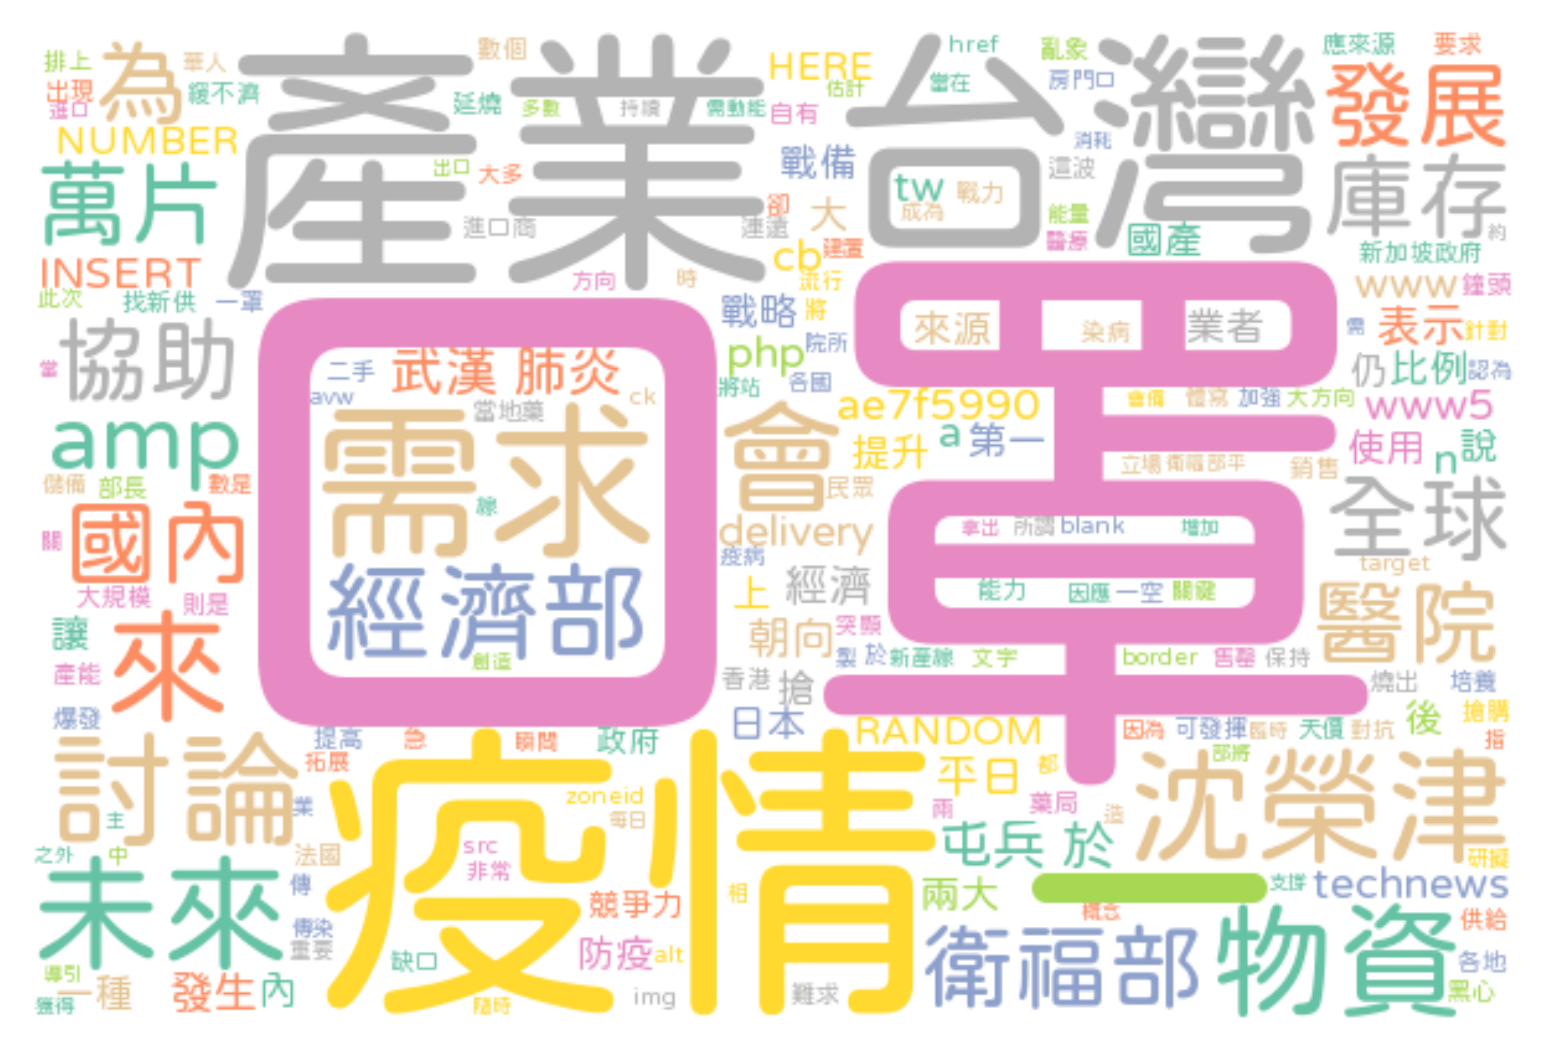 排上 為 華人
出現 緩不濟
進口
NUMBER
產業
數個
延燒 多數 持續 需動能
HERE
估計
自有
台灣
href
當在
亂象
房門口
消耗
應來源 要求
發展
萬片
出口 大多
進口商
連遠
戰備
卻 大
tw 戰力
成為
這波
能量
醫療
國產
庫存
約
INSERT
此次 找新供 一罩
方向 時
cb 建置
流行
新加坡政府
www 鐘頭
協助
當
口罩
戰略 將
php 院所
將站 各國
來源 染病 業者
需 表示 針對
仍 比例 認為
二手 武漢 肺炎
avw 當地藥 ck
需求
線
經濟部
創造
amp
會
ae7f5990
提升 a 第一
會備 體窩 加強 大方向
www5
使用 n 說
立場 衛福部平 銷售
儲備 部長 數是
民眾
delivery
疫病
全球
target
關 國內
拿出 所謂 blank 增加
大規模 則是
上 經濟
能力 因應 一空 關鍵
醫院
讓 來
產能
爆發
朝向 突顯
製 於 新產線 文字 border 售罄 保持
香港 搶
燒出 培養
日本
RANDOM
因為 可發揮 臨時 天價 對抗 後 搶購
指
部將
提高 急 瞬間 政府
拓展
討論
業
主
疫情
zoneid
每日
src
非常
平日 都
兩 藥局 造
沈榮津
之外 中 法國
屯兵 於
研擬
未來
傳
傳染
重要
競爭力
相
兩大
一
支撐 technews
概念 供給
缺口 防疫 alt
衛福部
物資
各地
黑心
導引 一種
獲得
發生 內
隨時 img 難求